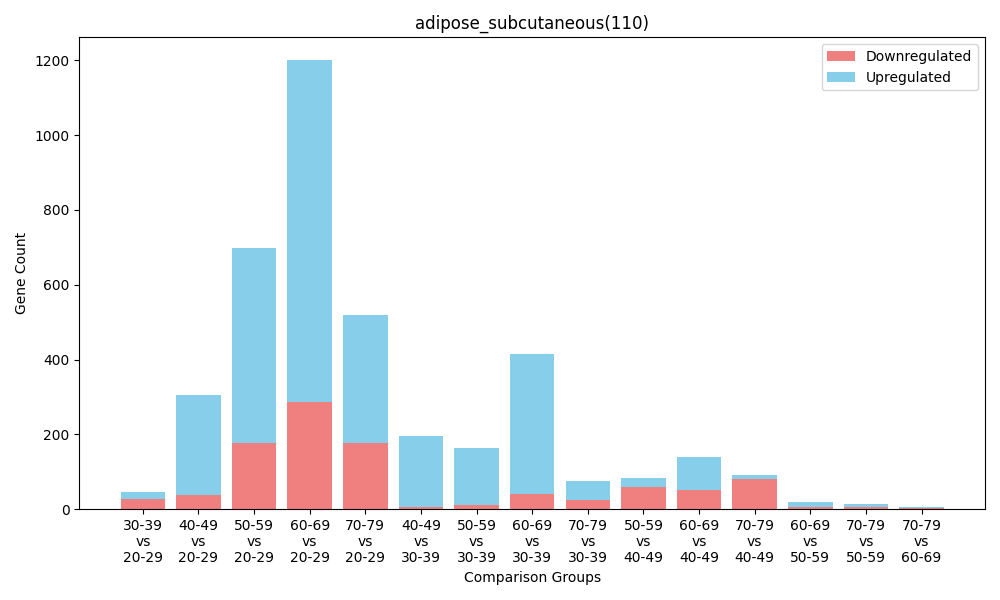 adipose_subcutaneous(110)
Downregulated
Upregulated
Gene Count
1200
1000
800
600
400
200
0
30-39 vs 20-29
40-49 vs 20-29
50-59 vs 20-29
60-69 vs 20-29
70-79 vs 20-29
40-49 vs 30-39
50-59 vs 30-39
60-69 vs 30-39
70-79 vs 30-39
50-59 vs 40-49
60-69 vs 40-49
70-79 vs 40-49
60-69 vs 50-59
70-79 vs 50-59
70-79 vs 60-69
Comparison Groups